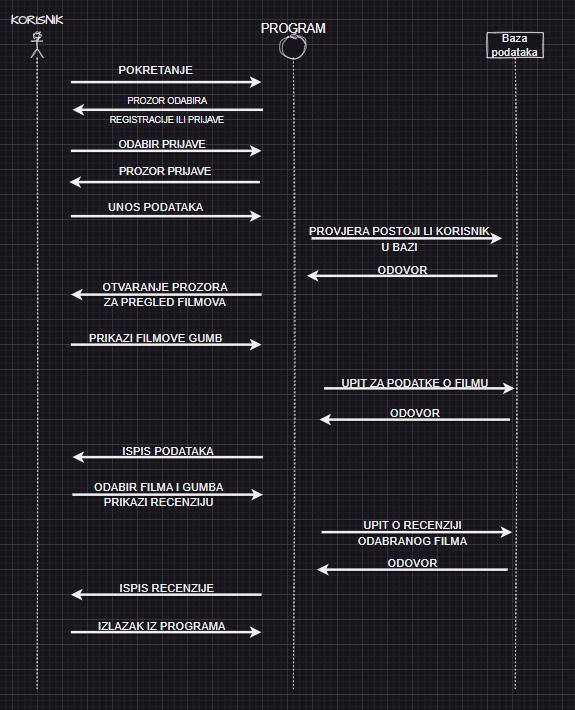 KORISNIK
PROGRAM
Baza
podataka
POKRETANJE
PROZOR ODABIRA
REGISTRACIJE ILI PRIJAVE
ODABIR PRIJAVE
PROZOR PRIJAVE
UNOS PODATAKA
PROVJERA POSTOJI LI KORISNIK
U BAZI
ODOVOR
OTVARANJE PROZORA
ZA PREGLED FILMOVA
PRIKAZI FILMOVE GUMB
UPIT ZA PODATKE O FILMU
ODOVOR
ISPIS PODATAKA
ODABIR FILMA I GUMBA
PRIKAZI RECENZIJU
UPIT O RECENZIJI
ODABRANOG FILMA
ODOVOR
ISPIS RECENZIJE
IZLAZAK IZ PROGRAMA